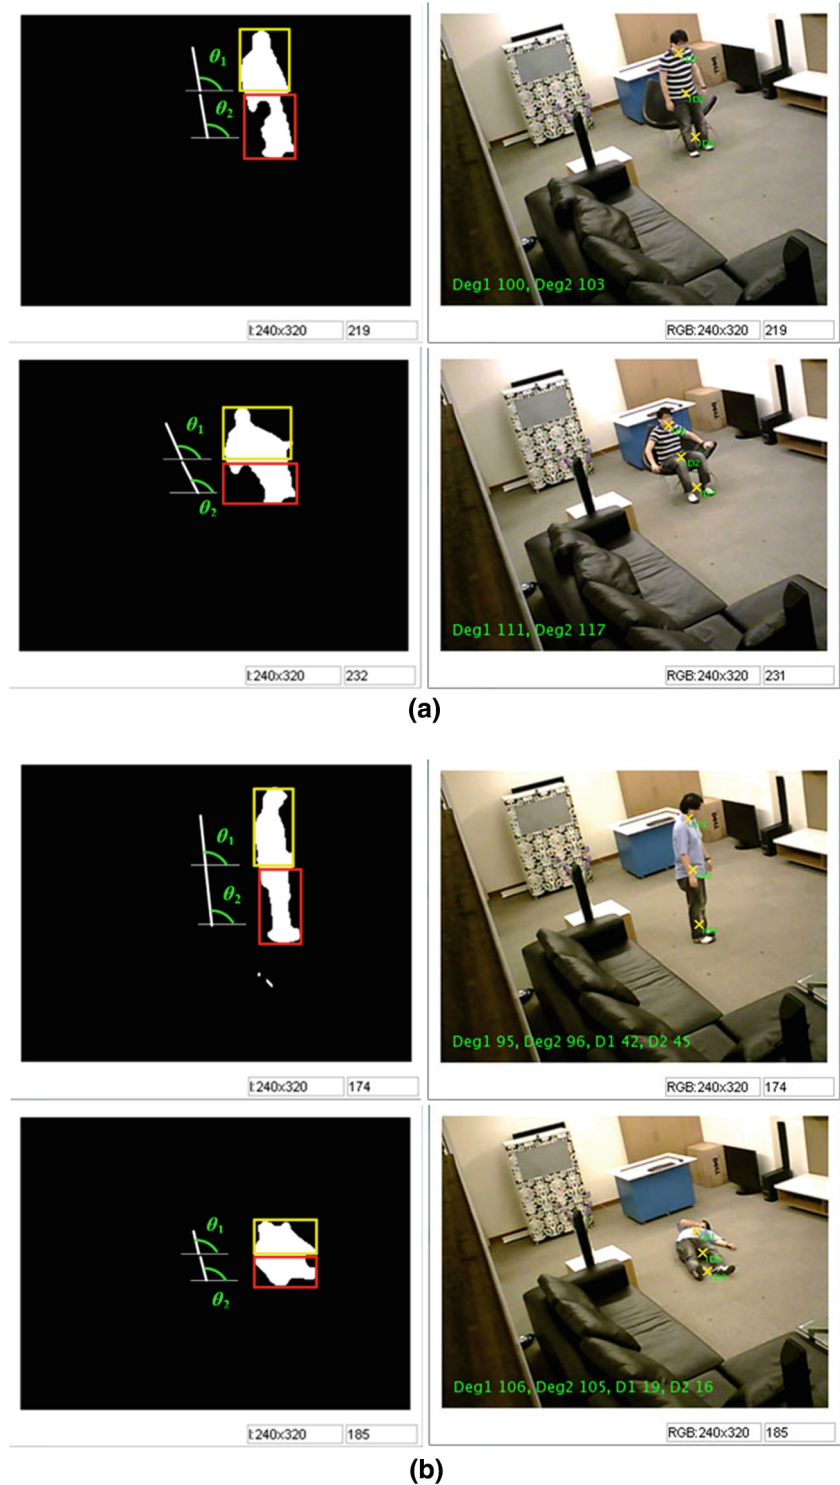 θ1
θ2
I:240x320 219
Deg1 100, Deg2 103
RGB:240x320 219
θ1
θ2
I:240x320 232
Deg1 111, Deg2 117
RGB:240x320 231
(a)
θ1
θ2
I:240x320 174
Deg1 95, Deg2 96, D1 42, D2 45
RGB:240x320 174
θ1
θ2
I:240x320 185
Deg1 106, Deg2 105, D1 19, D2 16
RGB:240x320 185
(b)